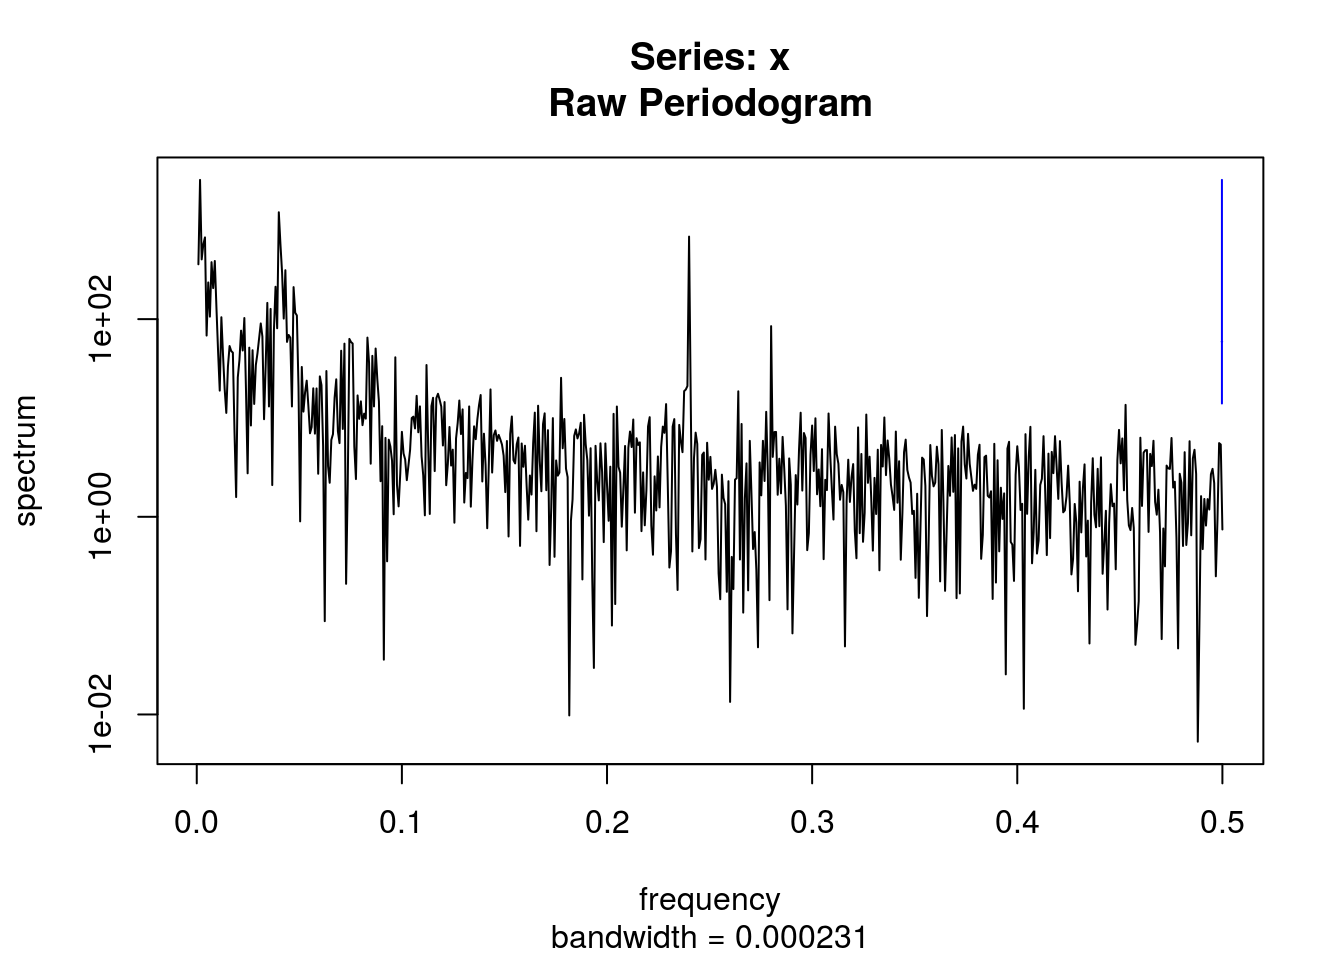 Series: x
Raw Periodogram
spectrum
1e+02
1e+00
1e-02
0.0 0.1 0.2 0.3 0.4 0.5
frequency
bandwidth = 0.000231